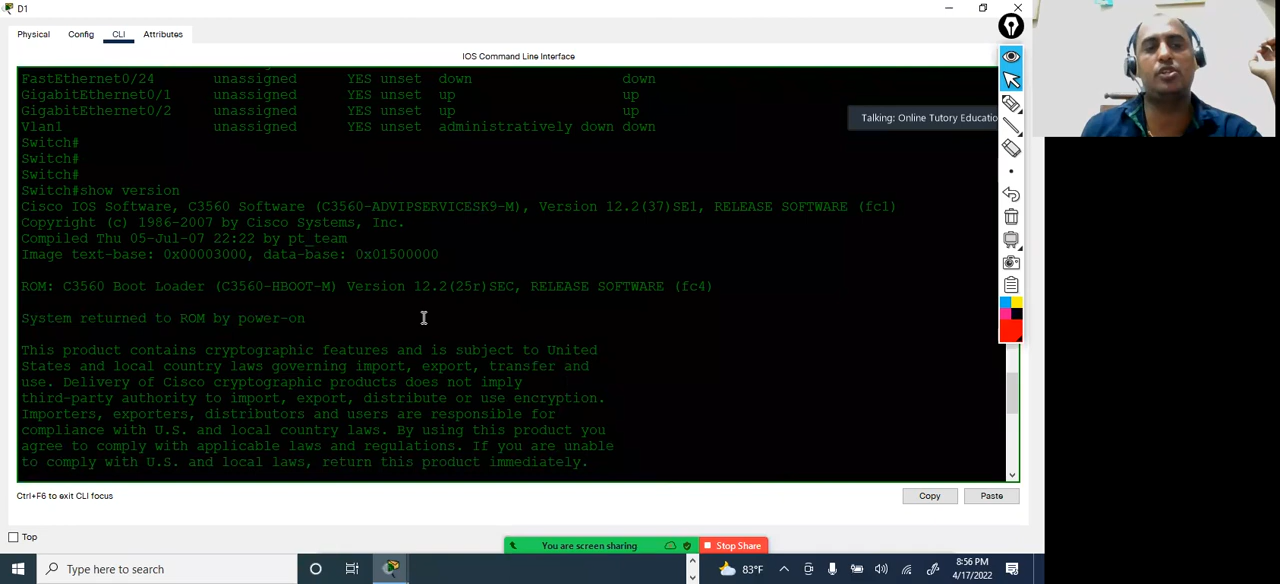 D1
Physical Config CLI Attributes
IOS Command Line Interface
FastEthernet0/24 unassigned YES unset down down
GigabitEthernet0/1 unassigned YES unset up up
GigabitEthernet0/2 unassigned YES unset up up
Vlan1 unassigned YES unset administratively down down
Talking: Online Tutory Educatio
Switch#
Switch#
Switch#
Switch#show version
Cisco IOS Software, C3560 Software (C3560-ADVIPSERVICESK9-M), Version 12.2(37)SE1, RELEASE SOFTWARE (fc1)
Copyright (c) 1986-2007 by Cisco Systems, Inc.
Compiled Thu 05-Jul-07 22:22 by pt_team
Image text-base: 0x00003000, data-base: 0x01500000
ROM: C3560 Boot Loader (C3560-HBOOT-M) Version 12.2(25r)SEC, RELEASE SOFTWARE (fc4)
System returned to ROM by power-on
This product contains cryptographic features and is subject to United
States and local country laws governing import, export, transfer and
use. Delivery of Cisco cryptographic products does not imply
third-party authority to import, export, distribute or use encryption.
Importers, exporters, distributors and users are responsible for
compliance with U.S. and local country laws. By using this product you
agree to comply with applicable laws and regulations. If you are unable
to comply with U.S. and local laws, return this product immediately.
Ctrl+F6 to exit CLI focus
Copy Paste
Top
You are screen sharing Stop Share
Type here to search
83°F
8:56 PM
4/17/2022